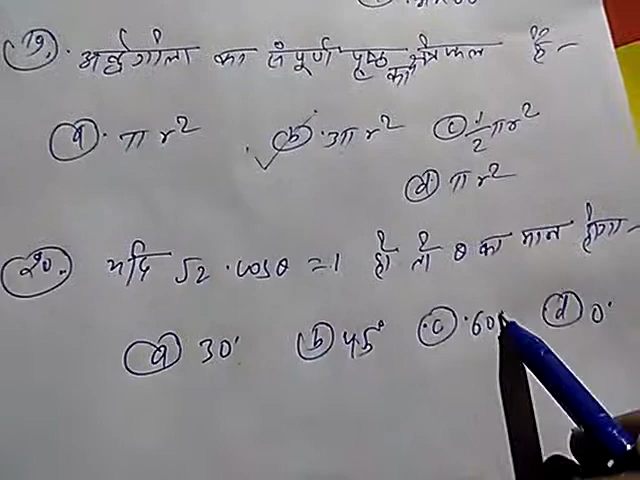 19. अर्द्धगोला का संपूर्ण पृष्ठ का क्षेत्रफल है -
(a) πr² (b) 3πr² (c) 1/2 πr²
(d) πr²
20. यदि √2 . cosθ = 1 हो तो θ का मान होगा -
(a) 30° (b) 45° (c) 60 (d) 0°